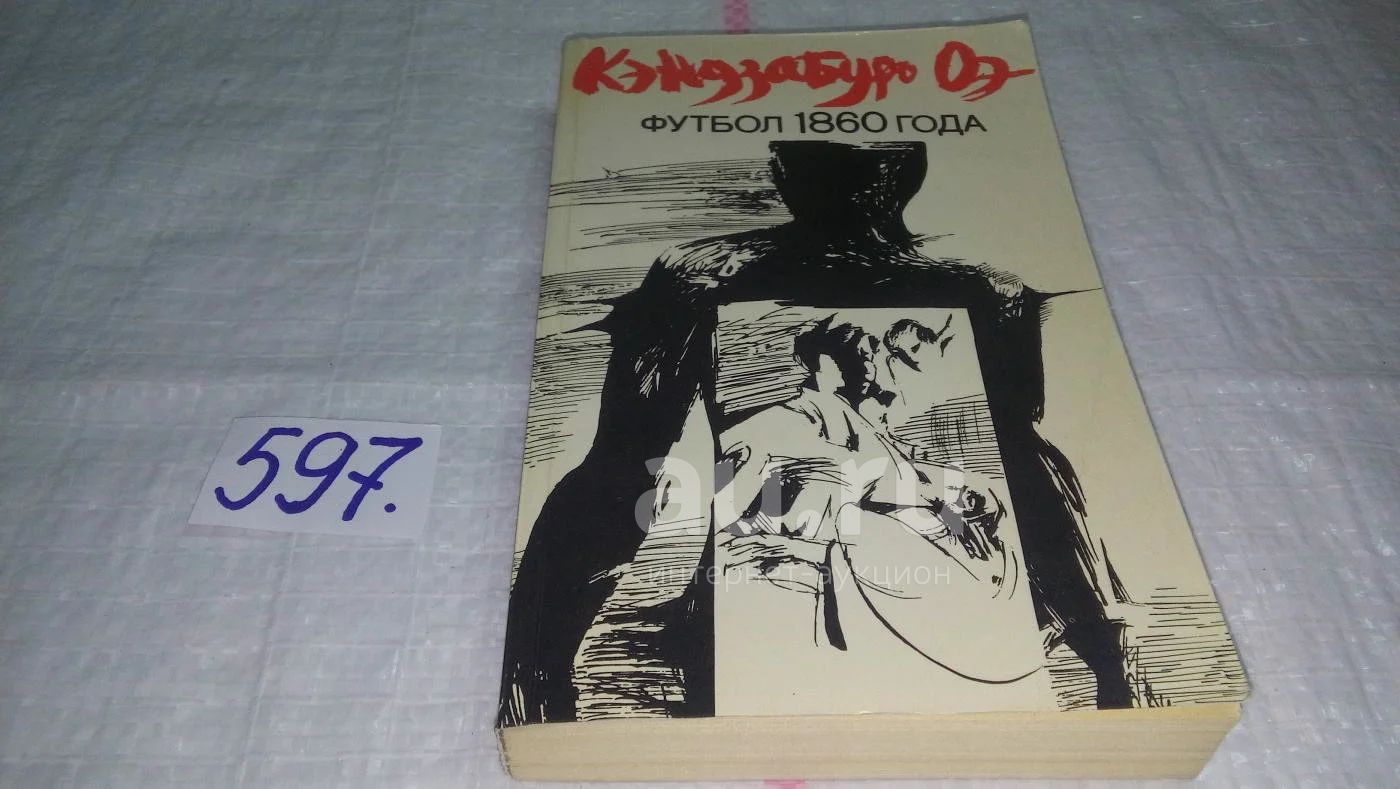 Кэндзабуро Оэ
ФУТБОЛ 1860 ГОДА
597.
au.ru
интернет-аукцион